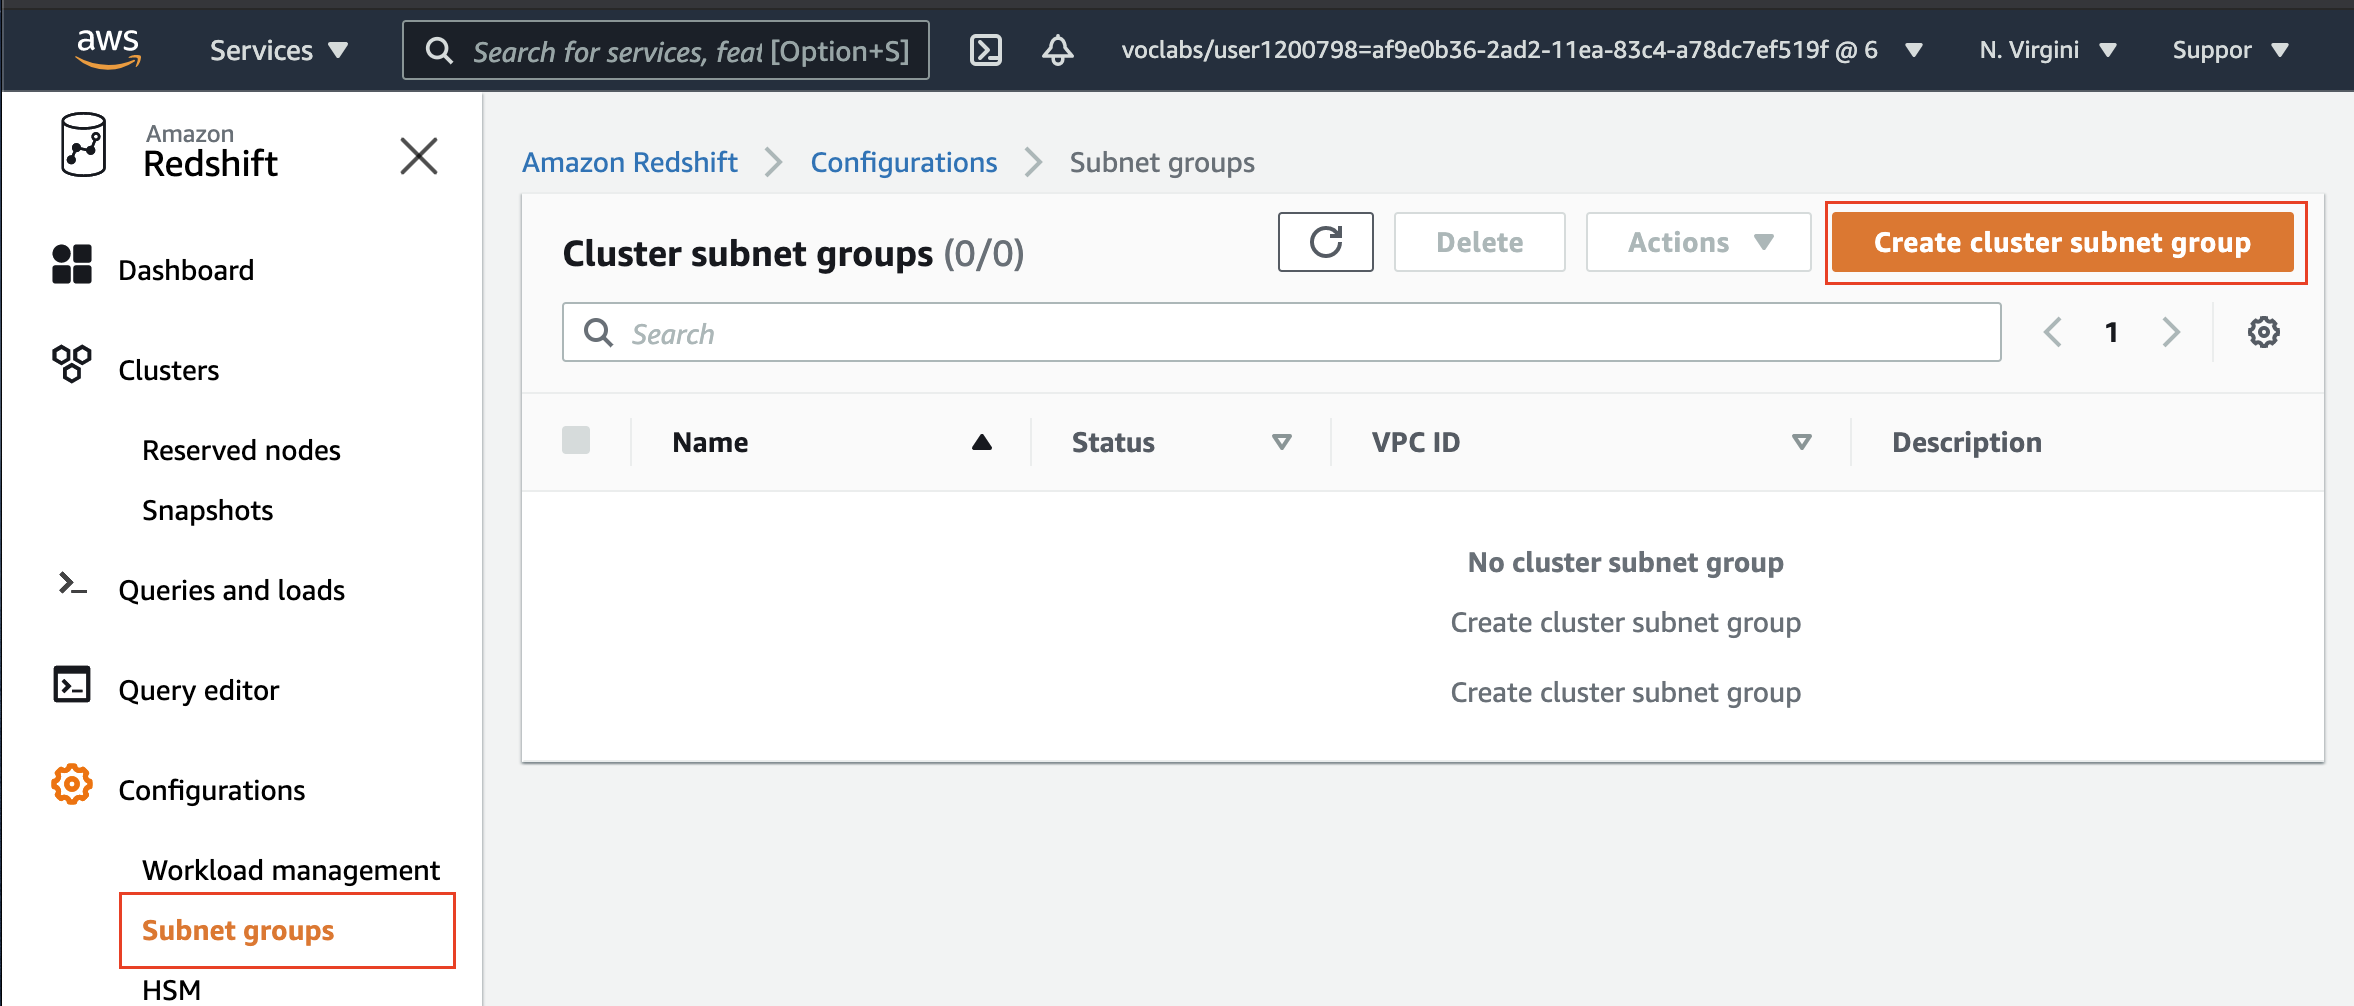 aws
Services
Search for services, feat [Option+S]
voclabs/user1200798=af9e0b36-2ad2-11ea-83c4-a78dc7ef519f @ 6
N. Virgini
Suppor
Amazon
Redshift
Dashboard
Clusters
Reserved nodes
Snapshots
Queries and loads
Query editor
Configurations
Workload management
Subnet groups
HSM
Amazon Redshift
Configurations
Subnet groups
Cluster subnet groups (0/0)
Delete
Actions
Create cluster subnet group
Search
1
Name
Status
VPC ID
Description
No cluster subnet group
Create cluster subnet group
Create cluster subnet group